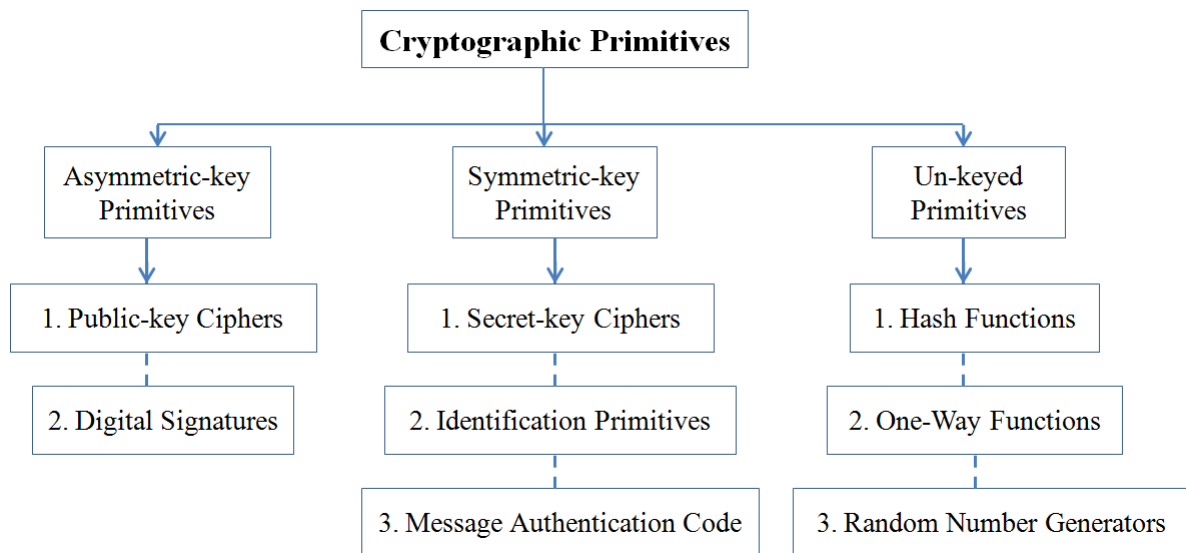 Cryptographic Primitives
Asymmetric-key
Primitives
Symmetric-key
Primitives
Un-keyed
Primitives
1. Public-key Ciphers
1. Secret-key Ciphers
1. Hash Functions
2. Digital Signatures
2. Identification Primitives
2. One-Way Functions
3. Message Authentication Code
3. Random Number Generators